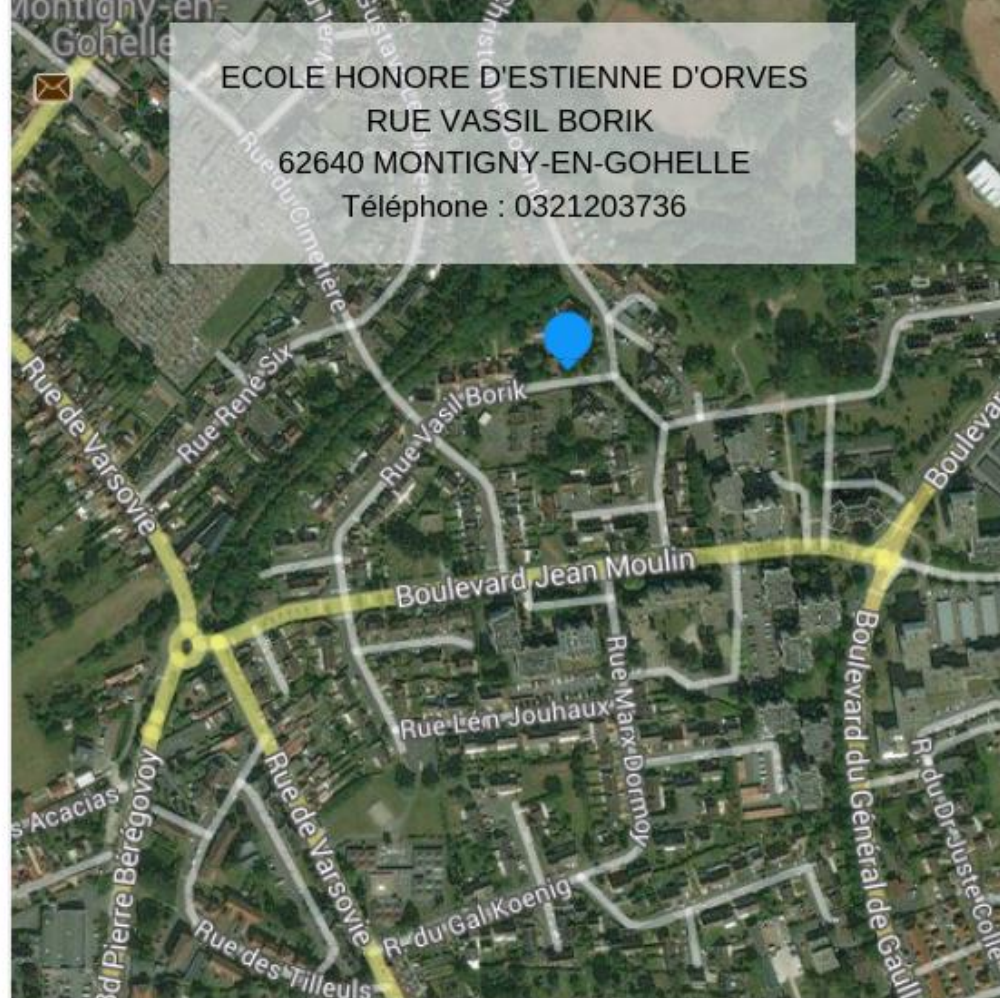 Montigny-en-
Gohelle
ECOLE HONORE D'ESTIENNE D'ORVES
RUE VASSIL BORIK
62640 MONTIGNY-EN-GOHELLE
Téléphone : 0321203736
Rue du Cimetière
Rue René Six
Rue de Varsovie
Rue Vasil Borik
Boulevard Jean Moulin
Boulevar
Rue Marx Dormoy
Rue Léon Jouhaux
Boulevard du Général de Gaull
R. du Dr Juste Colle
s Acacias
Bd Pierre Bérégovoy
Rue de Varsovie
R. du Gal Koenig
Rue des Tilleuls